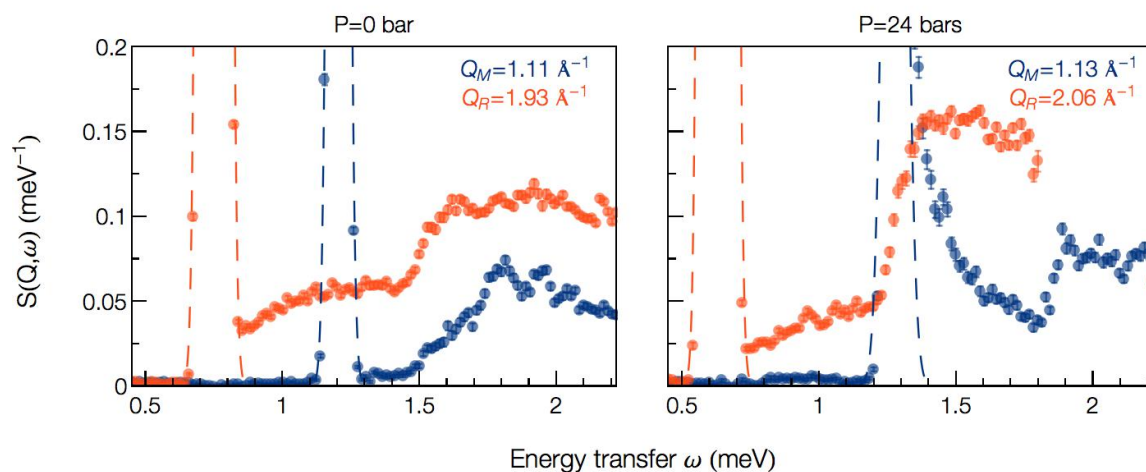 P=0 bar
P=24 bars
S(Q,ω) (meV⁻¹)
0.2
0.15
0.1
0.05
0
Q_M=1.11 Å⁻¹
Q_R=1.93 Å⁻¹
Q_M=1.13 Å⁻¹
Q_R=2.06 Å⁻¹
0.5 1 1.5 2
0.5 1 1.5 2
Energy transfer ω (meV)